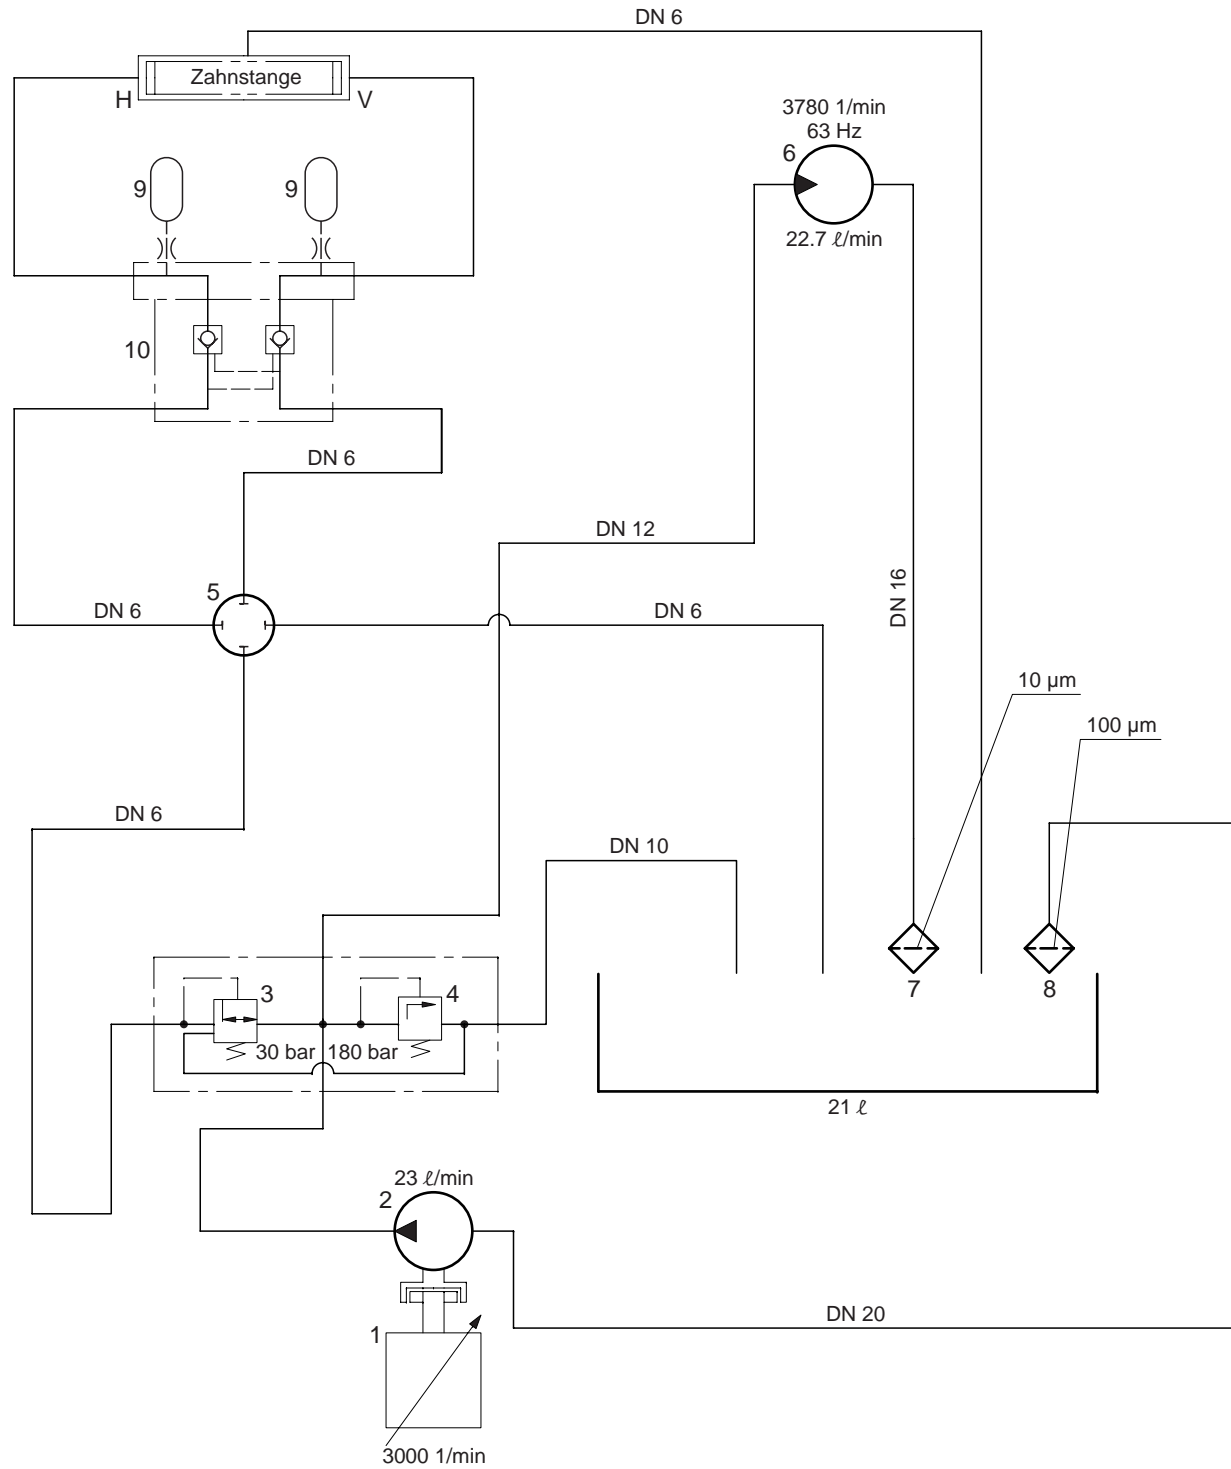 DN 6
Zahnstange
H
V
3780 1/min
63 Hz
6
22.7 ℓ/min
9
9
10
DN 6
DN 12
DN 16
5
DN 6
DN 6
10 µm
100 µm
DN 6
DN 10
3
4
7
8
30 bar
180 bar
21 ℓ
23 ℓ/min
2
DN 20
1
3000 1/min